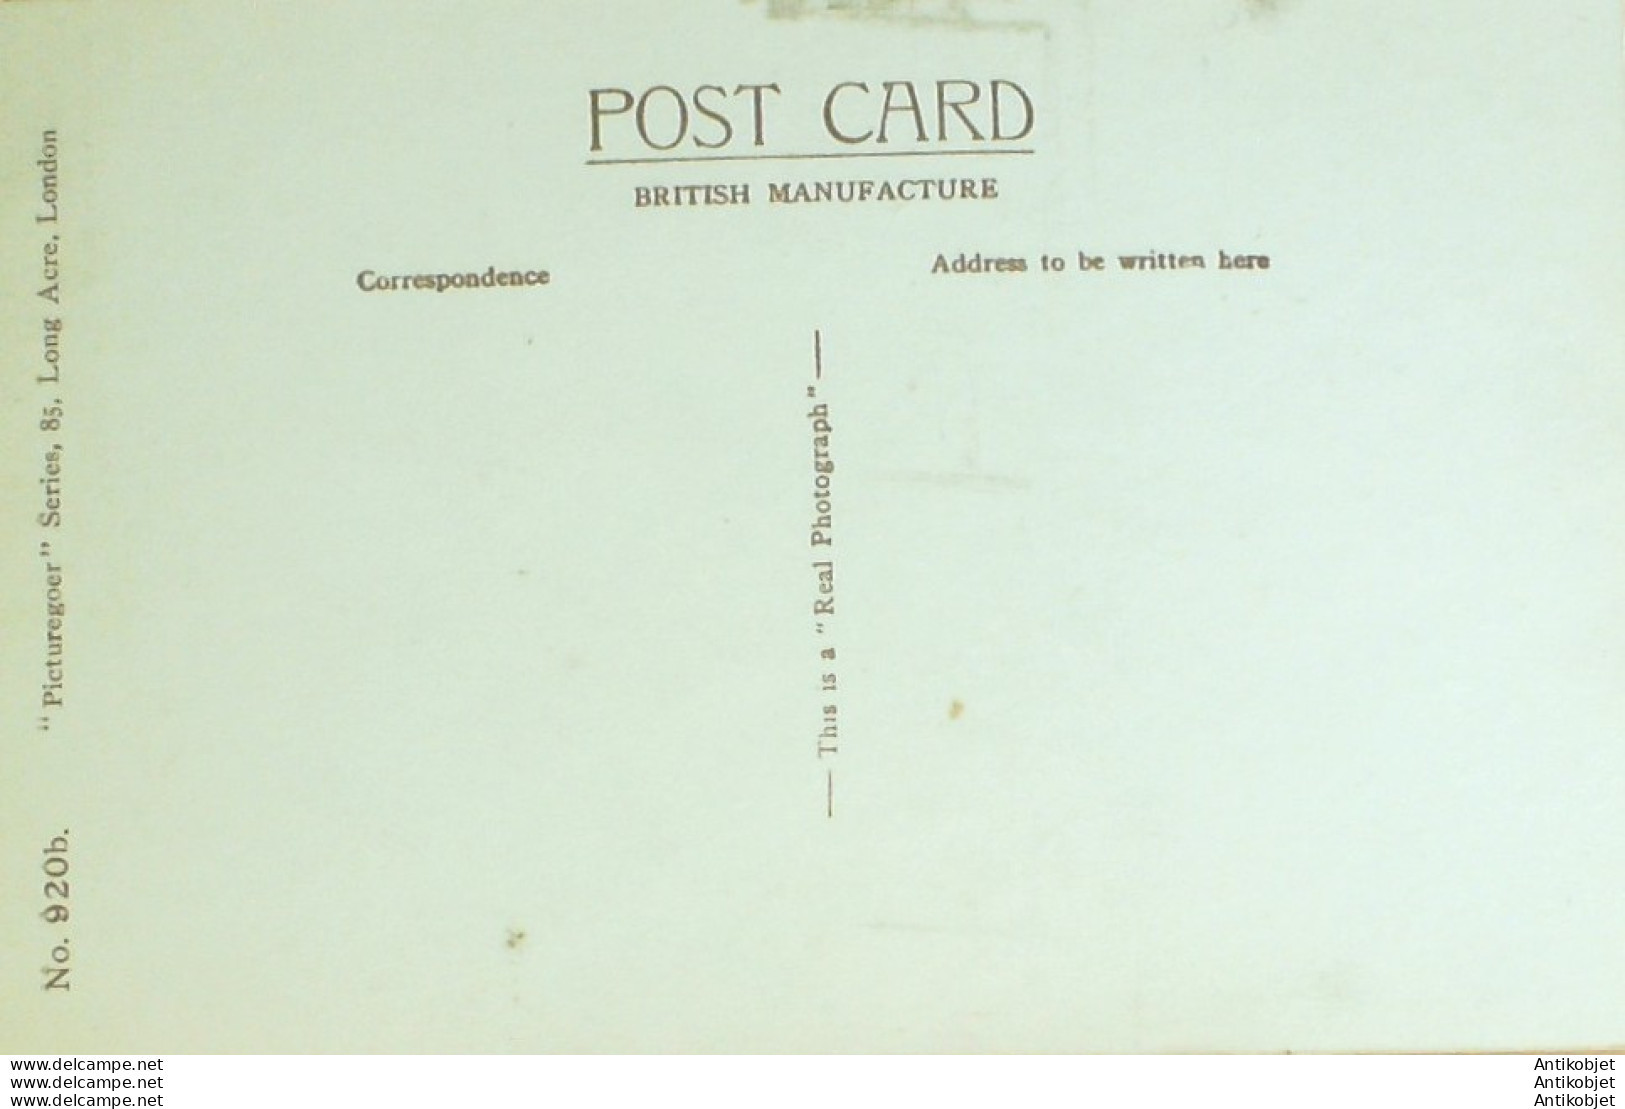 POST CARD
BRITISH MANUFACTURE
Correspondence
Address to be written here
"Picturegoer" Series, 85, Long Acre, London
No. 920b.
This is a "Real Photograph"
www.delcampe.net
www.delcampe.net
www.delcampe.net
Antikobjet
Antikobjet
Antikobjet